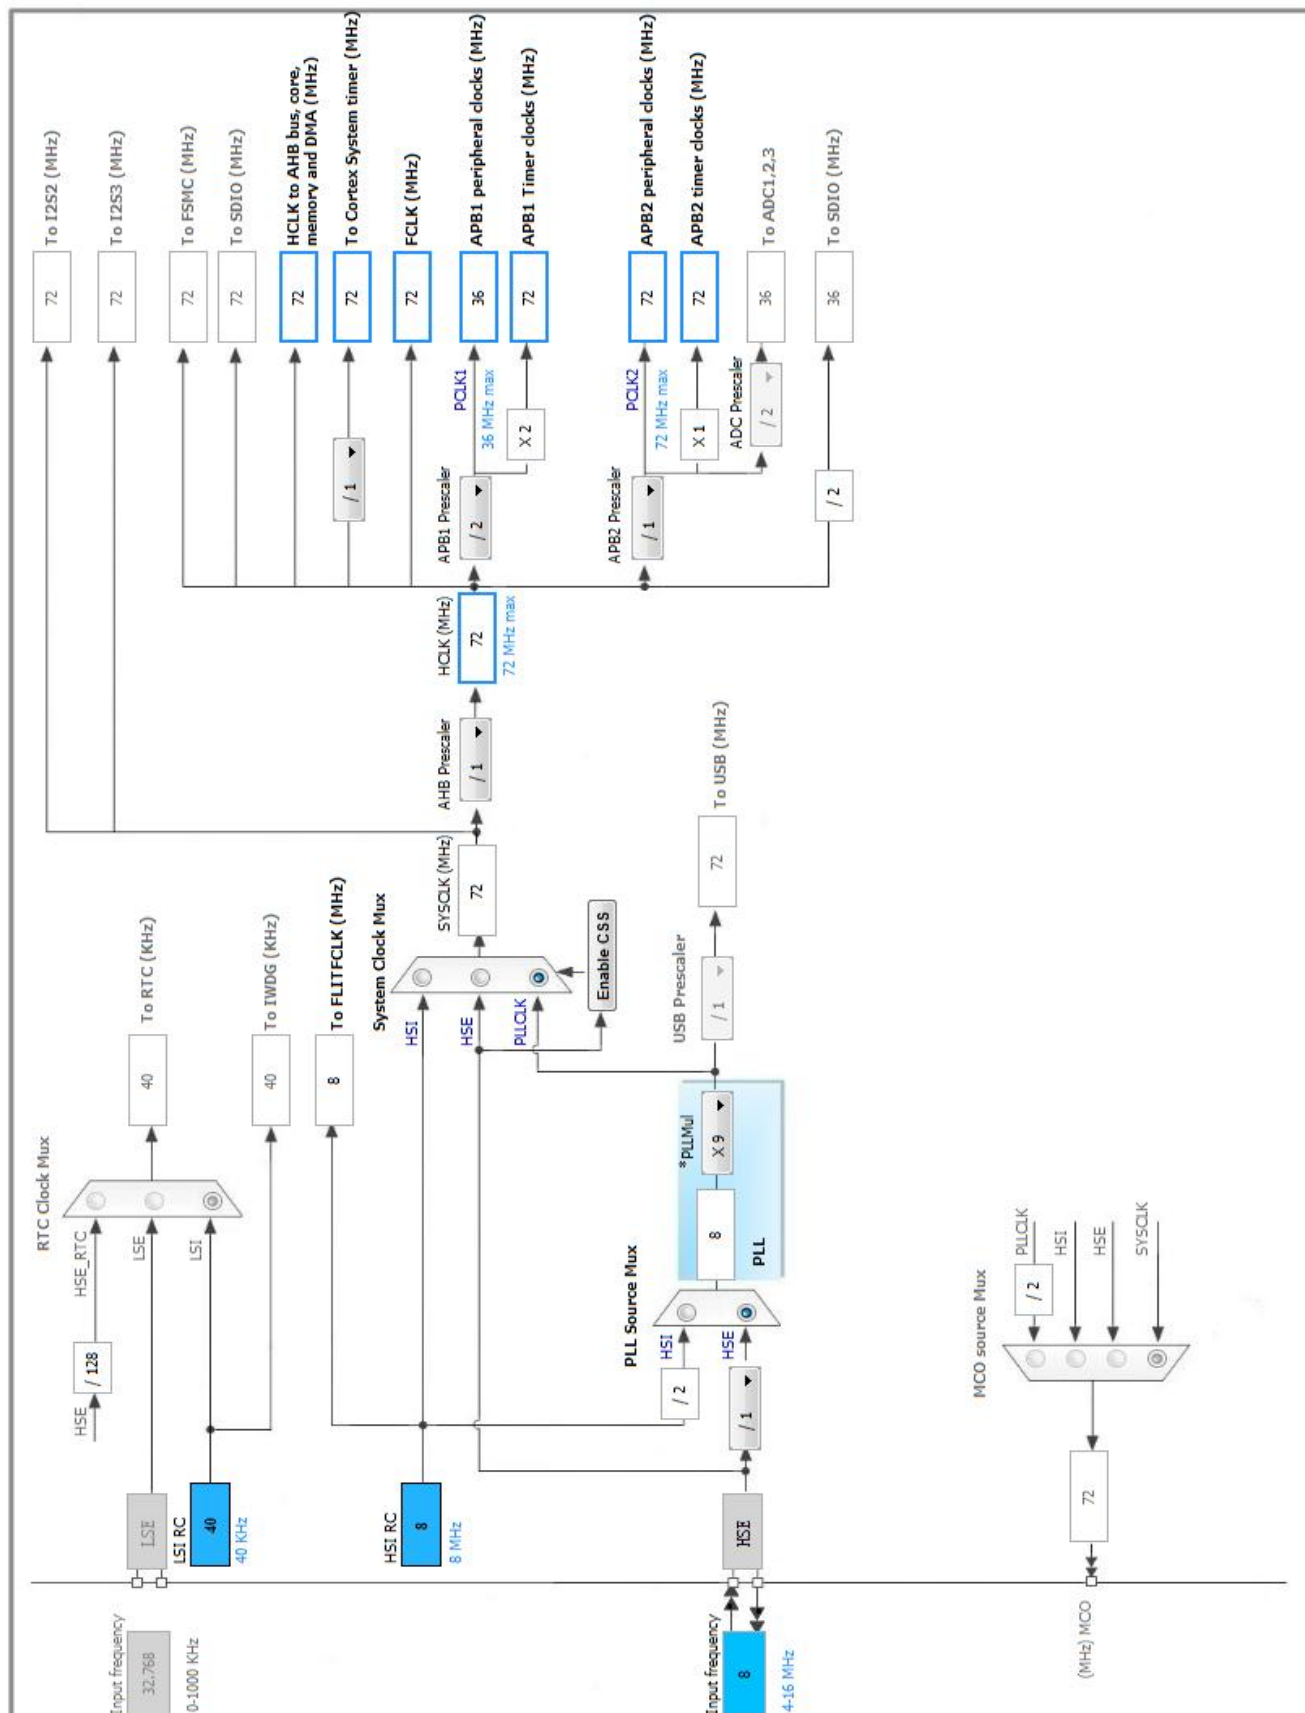 Input frequency
32.768
0-1000 KHz
LSE
LSI RC
40
40 KHz
HSE
/ 128
HSE_RTC
LSE
LSI
RTC Clock Mux
40
To RTC (KHz)
40
To IWDG (KHz)
8
To FLITFCLK (MHz)
HSI RC
8
8 MHz
Input frequency
8
4-16 MHz
HSE
/ 2
/ 1
HSI
HSE
PLL Source Mux
8
PLL
*PLLMul
X 9
USB Prescaler
/ 1
72
To USB (MHz)
System Clock Mux
HSI
HSE
PLLCLK
Enable CSS
SYSCLK (MHz)
72
AHB Prescaler
/ 1
HCLK (MHz)
72
72 MHz max
72
To I2S2 (MHz)
72
To I2S3 (MHz)
72
To FSMC (MHz)
72
To SDIO (MHz)
72
HCLK to AHB bus, core,
memory and DMA (MHz)
/ 1
72
To Cortex System timer (MHz)
72
FCLK (MHz)
APB1 Prescaler
/ 2
PCLK1
36 MHz max
36
APB1 peripheral clocks (MHz)
X 2
72
APB1 Timer clocks (MHz)
APB2 Prescaler
/ 1
PCLK2
72 MHz max
72
APB2 peripheral clocks (MHz)
X 1
72
APB2 timer clocks (MHz)
ADC Prescaler
/ 2
36
To ADC1,2,3
/ 2
36
To SDIO (MHz)
MCO source Mux
/ 2
PLLCLK
HSI
HSE
SYSCLK
72
(MHz) MCO